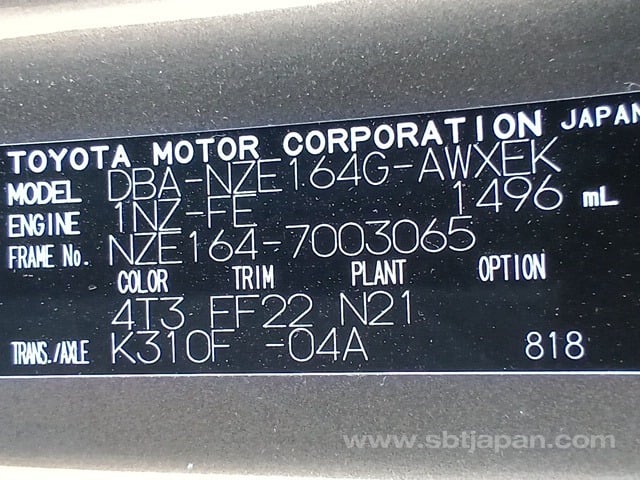 TOYOTA MOTOR CORPORATION JAPAN
MODEL DBA-NZE164G-AWXEK
ENGINE 1NZ-FE 1496 mL
FRAME No. NZE164-7003065
COLOR TRIM PLANT OPTION
4T3 FF22 N21
TRANS./AXLE K310F -04A 818
www.sbtjapan.com